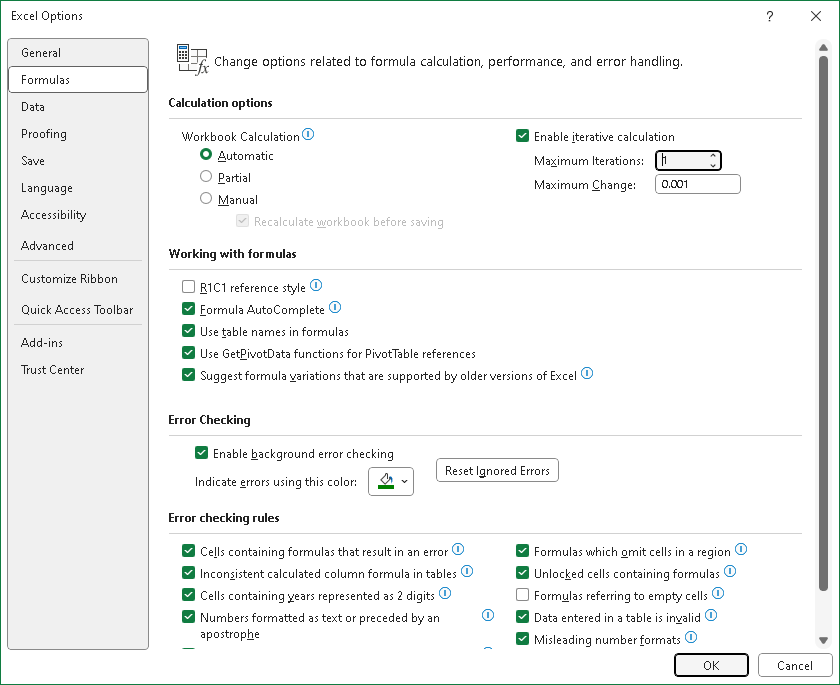 Excel Options
?
General
Formulas
Data
Proofing
Save
Language
Accessibility
Advanced
Customize Ribbon
Quick Access Toolbar
Add-ins
Trust Center
fx
Change options related to formula calculation, performance, and error handling.
Calculation options
Workbook Calculation
Automatic
Partial
Manual
Recalculate workbook before saving
Enable iterative calculation
Maximum Iterations: 1
Maximum Change: 0.001
Working with formulas
R1C1 reference style
Formula AutoComplete
Use table names in formulas
Use GetPivotData functions for PivotTable references
Suggest formula variations that are supported by older versions of Excel
Error Checking
Enable background error checking
Indicate errors using this color:
Reset Ignored Errors
Error checking rules
Cells containing formulas that result in an error
Inconsistent calculated column formula in tables
Cells containing years represented as 2 digits
Numbers formatted as text or preceded by an
apostrophe
Formulas which omit cells in a region
Unlocked cells containing formulas
Formulas referring to empty cells
Data entered in a table is invalid
Misleading number formats
OK
Cancel